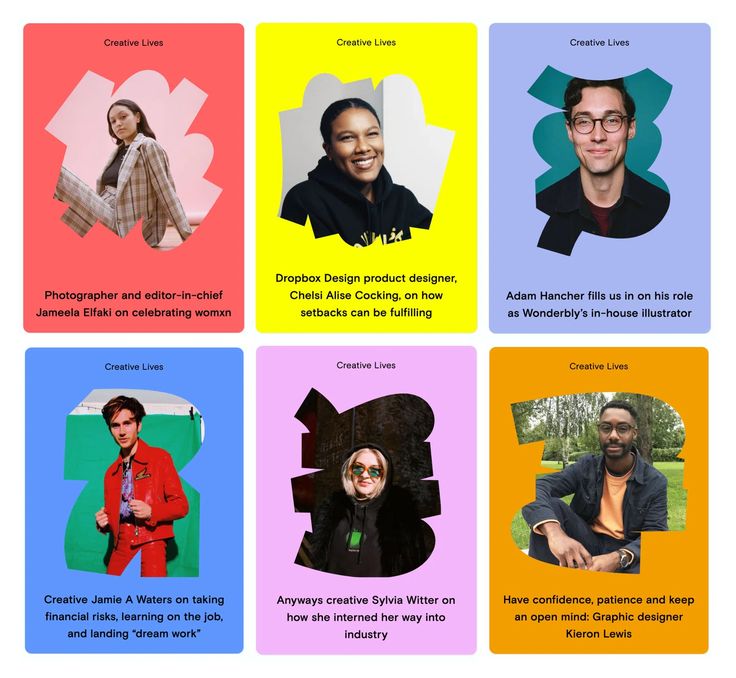 Creative Lives
Photographer and editor-in-chief
Jameela Elfaki on celebrating womxn
Creative Lives
Dropbox Design product designer,
Chelsi Alise Cocking, on how
setbacks can be fulfilling
Creative Lives
Adam Hancher fills us in on his role
as Wonderbly's in-house illustrator
Creative Lives
Creative Jamie A Waters on taking
financial risks, learning on the job,
and landing “dream work”
Creative Lives
Anyways creative Sylvia Witter on
how she interned her way into
industry
Creative Lives
Have confidence, patience and keep
an open mind: Graphic designer
Kieron Lewis